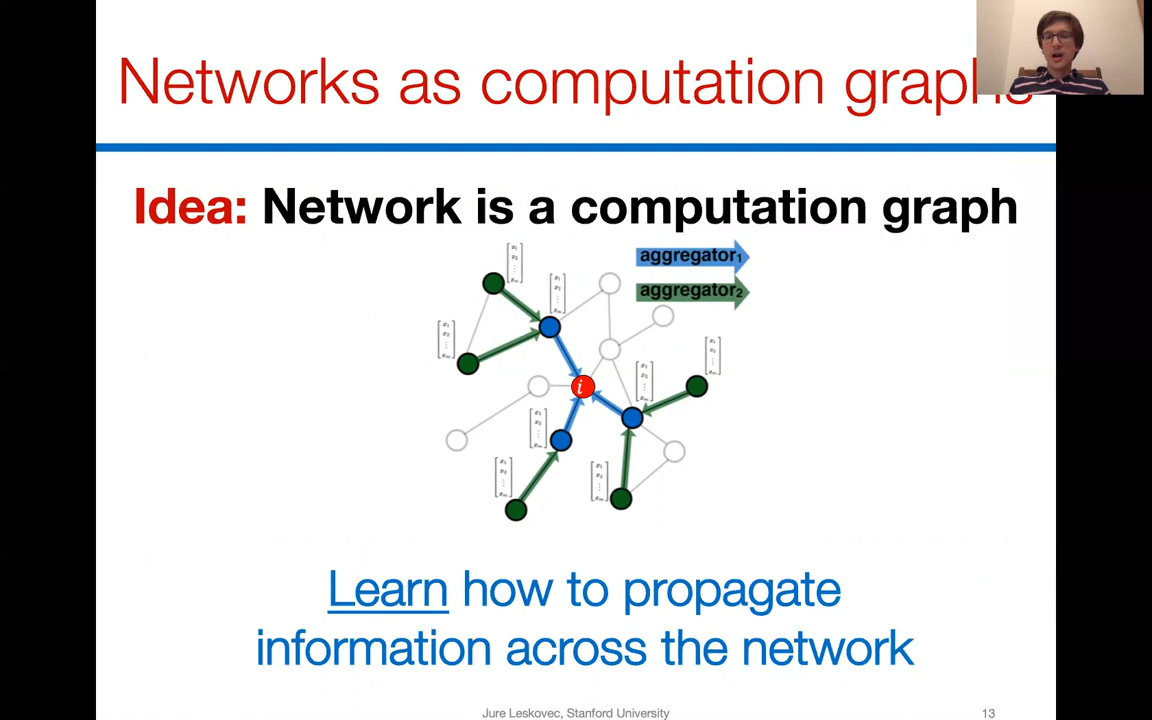 Networks as computation graphs
Idea: Network is a computation graph
aggregator₁
aggregator₂
i
Learn how to propagate
information across the network
Jure Leskovec, Stanford University
13